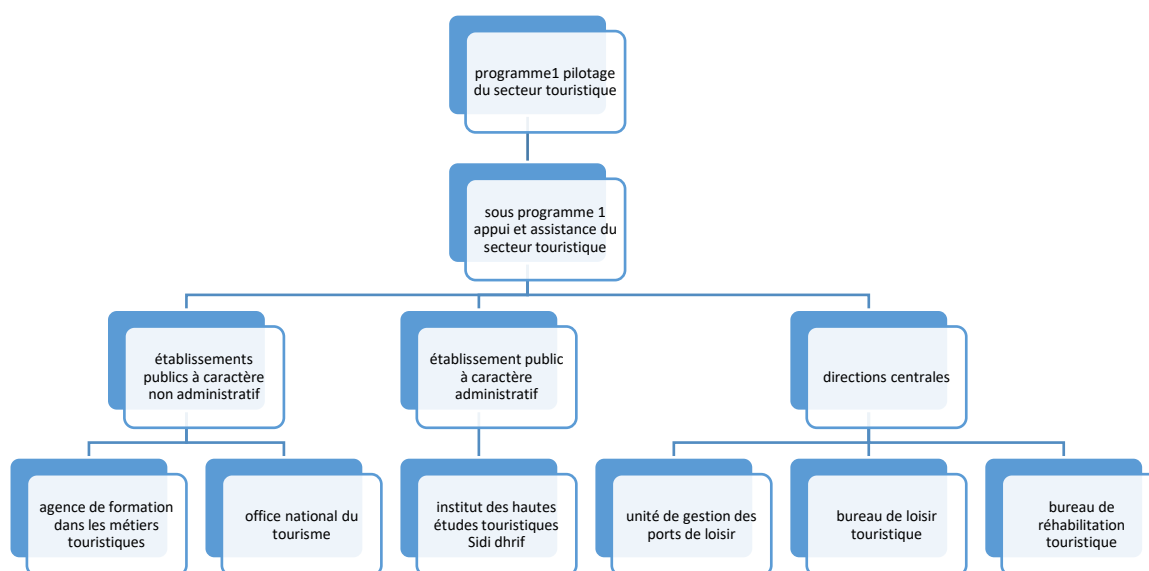 programme1 pilotage
du secteur touristique
sous programme 1
appui et assistance du
secteur touristique
établissements
publics à caractère
non administratif
établissement public
à caractère
administratif
directions centrales
agence de formation
dans les métiers
touristiques
office national du
tourisme
institut des hautes
études touristiques
Sidi dhrif
unité de gestion des
ports de loisir
bureau de loisir
touristique
bureau de
réhabilitation
touristique